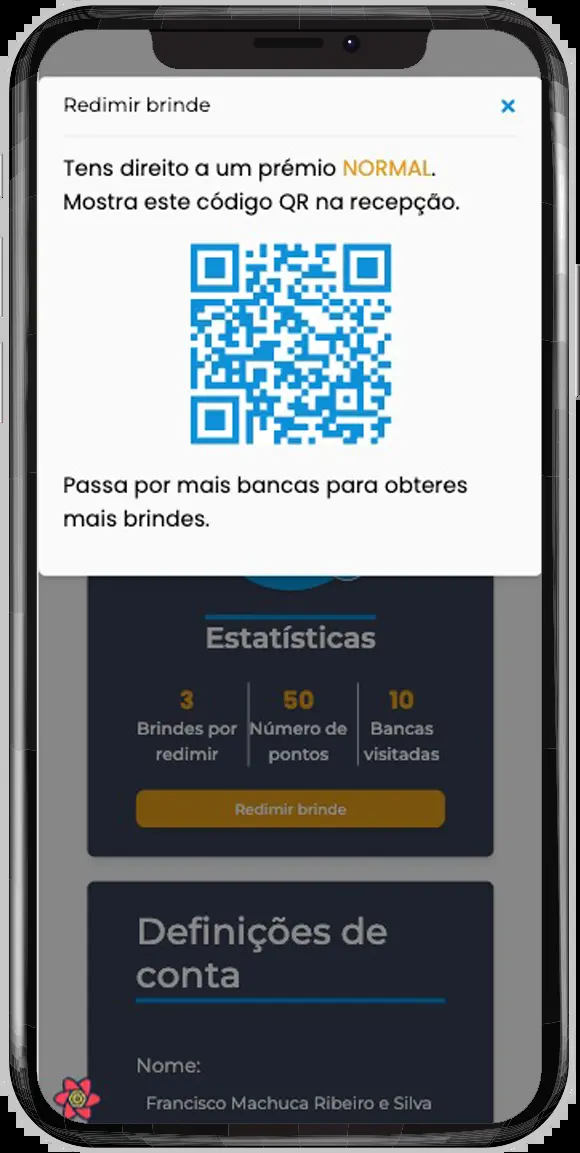 Redimir brinde
Tens direito a um prémio NORMAL.
Mostra este código QR na recepção.
Passa por mais bancas para obteres
mais brindes.
Estatísticas
3
Brindes por
redimir
50
Número de
pontos
10
Bancas
visitadas
Redimir brinde
Definições de
conta
Nome:
Francisco Machuca Ribeiro e Silva